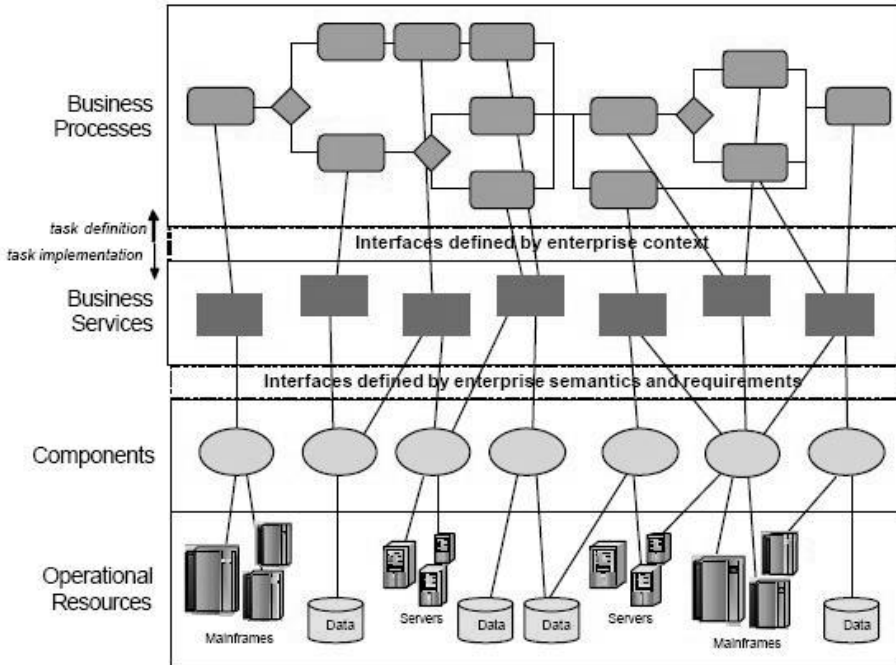 Business
Processes
task definition
task implementation
Interfaces defined by enterprise context
Business
Services
Interfaces defined by enterprise semantics and requirements
Components
Operational
Resources
Mainframes
Data
Servers
Data
Data
Servers
Mainframes
Data